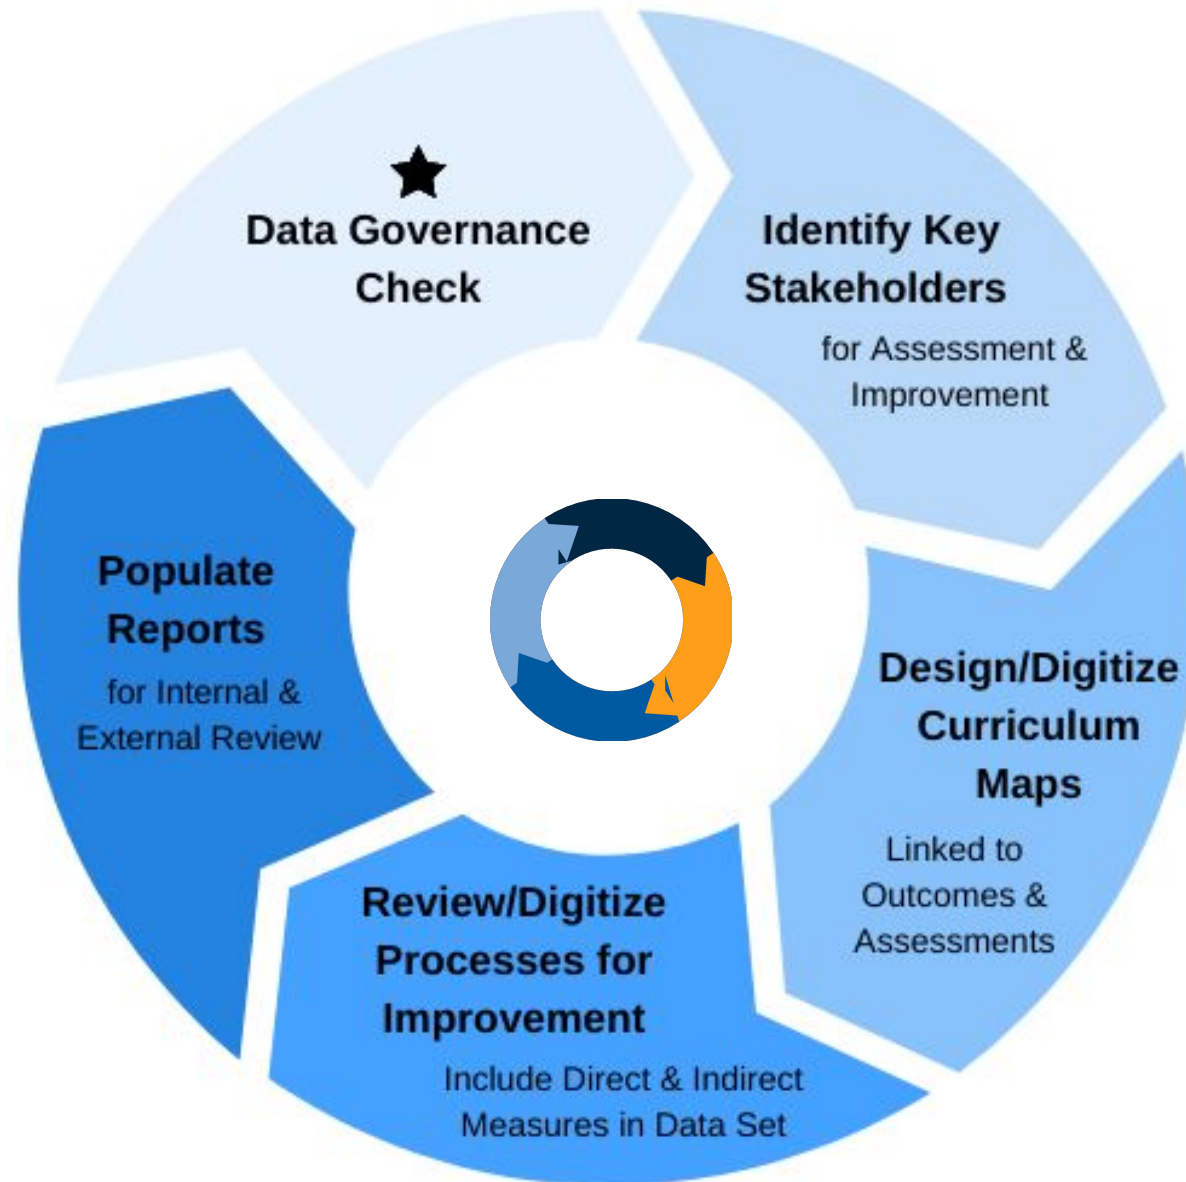 Data Governance
Check
Identify Key
Stakeholders
for Assessment &
Improvement
Design/Digitize
Curriculum
Maps
Linked to
Outcomes &
Assessments
Review/Digitize
Processes for
Improvement
Include Direct & Indirect
Measures in Data Set
Populate
Reports
for Internal &
External Review